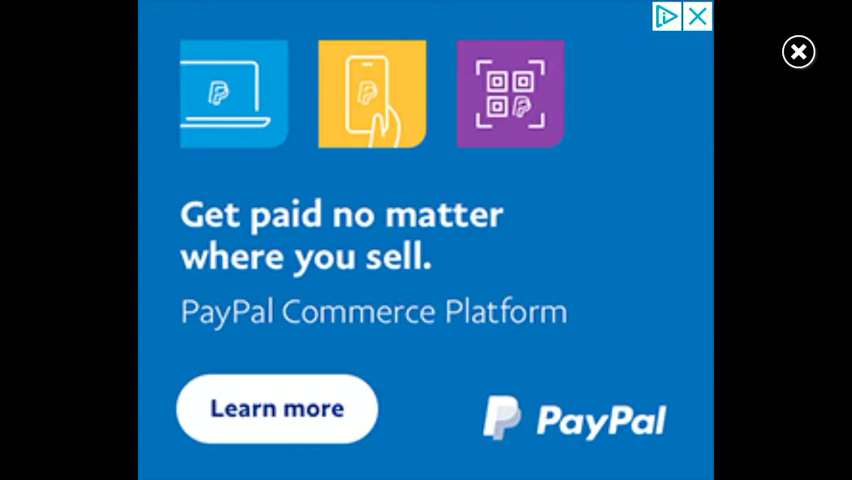 Get paid no matter
where you sell.
PayPal Commerce Platform
Learn more
PayPal